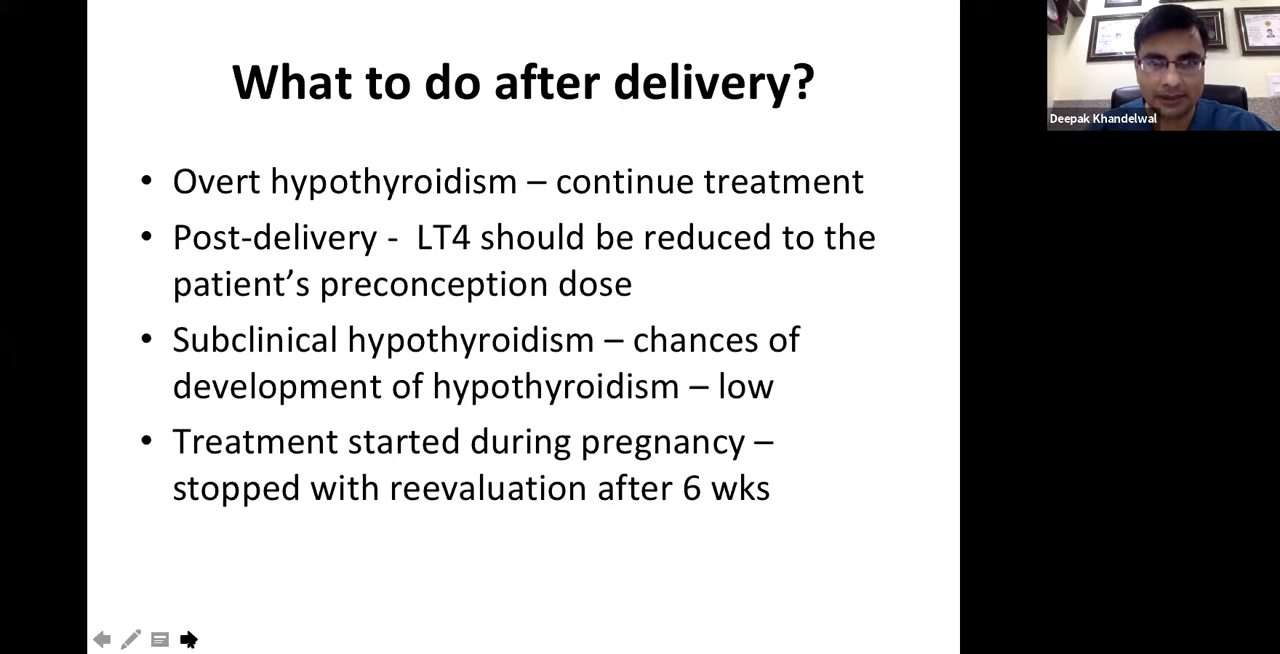 What to do after delivery?
• Overt hypothyroidism – continue treatment
• Post-delivery - LT4 should be reduced to the
patient’s preconception dose
• Subclinical hypothyroidism – chances of
development of hypothyroidism – low
• Treatment started during pregnancy –
stopped with reevaluation after 6 wks
Deepak Khandelwal